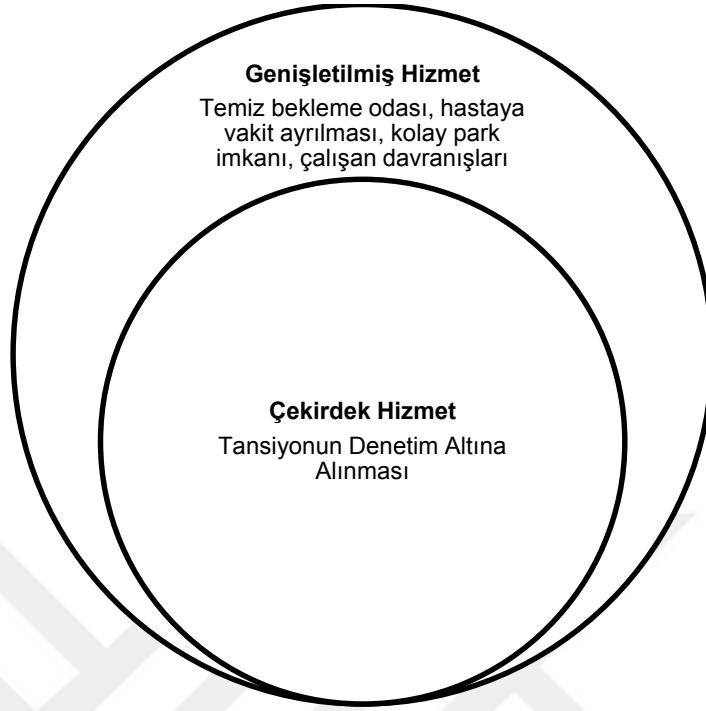 Genişletilmiş Hizmet
Temiz bekleme odası, hastaya
vakit ayrılması, kolay park
imkanı, çalışan davranışları
Çekirdek Hizmet
Tansiyonun Denetim Altına
Alınması